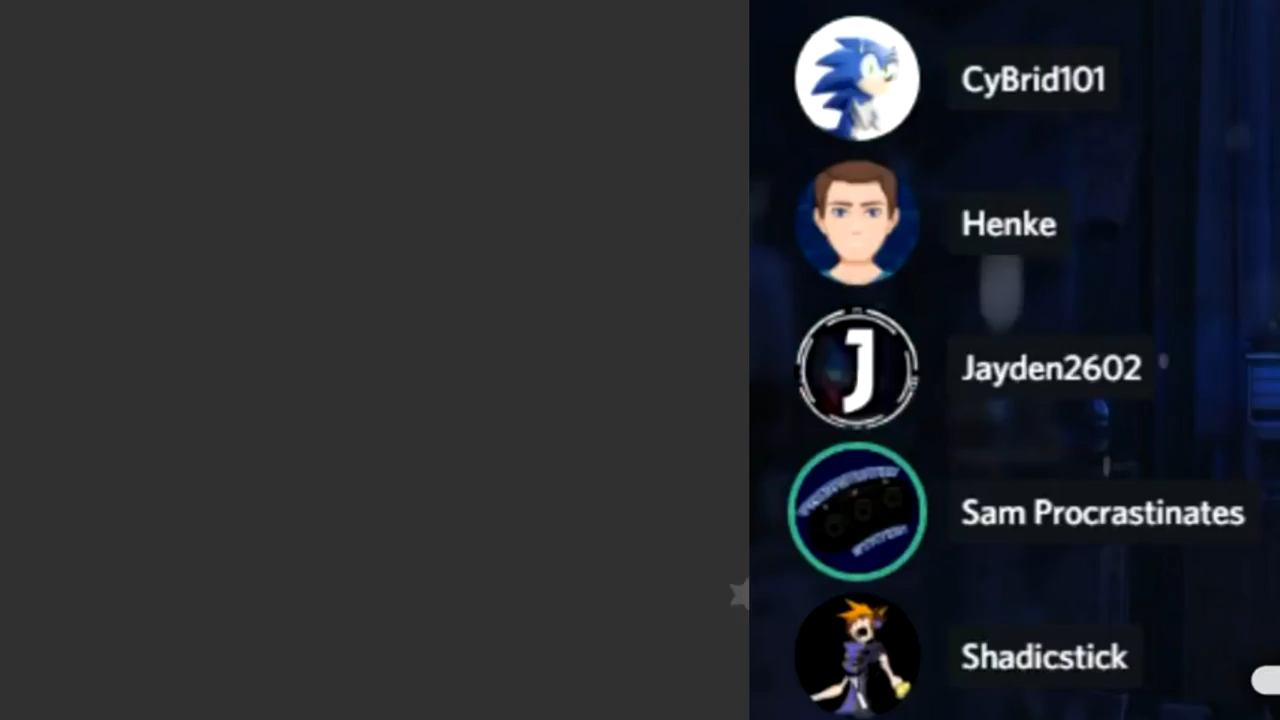 CyBrid101
Henke
J
Jayden2602
Sam Procrastinates
Shadicstick